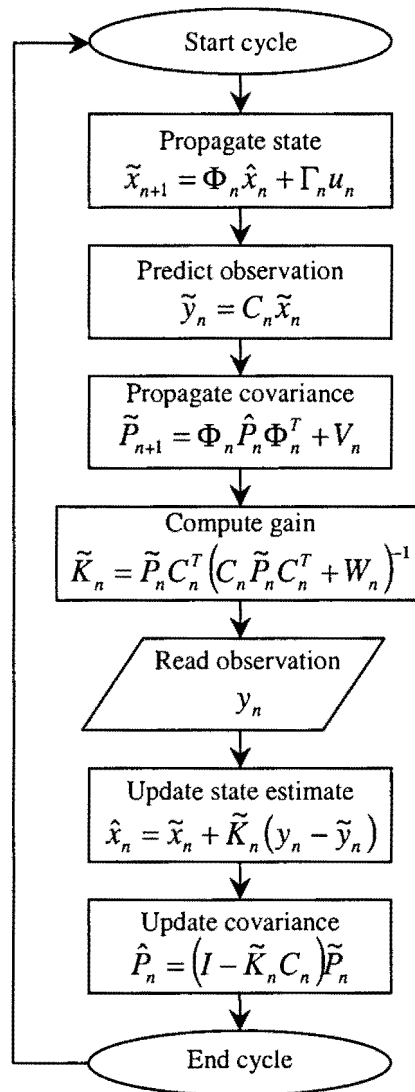 Start cycle
Propagate state
x̃ₙ₊₁ = Φₙx̂ₙ + Γₙuₙ
Predict observation
ỹₙ = Cₙx̃ₙ
Propagate covariance
P̃ₙ₊₁ = ΦₙP̂ₙΦₙᵀ + Vₙ
Compute gain
K̃ₙ = P̃ₙCₙᵀ(CₙP̃ₙCₙᵀ + Wₙ)⁻¹
Read observation
yₙ
Update state estimate
x̂ₙ = x̃ₙ + K̃ₙ(yₙ − ỹₙ)
Update covariance
P̂ₙ = (I − K̃ₙCₙ)P̃ₙ
End cycle